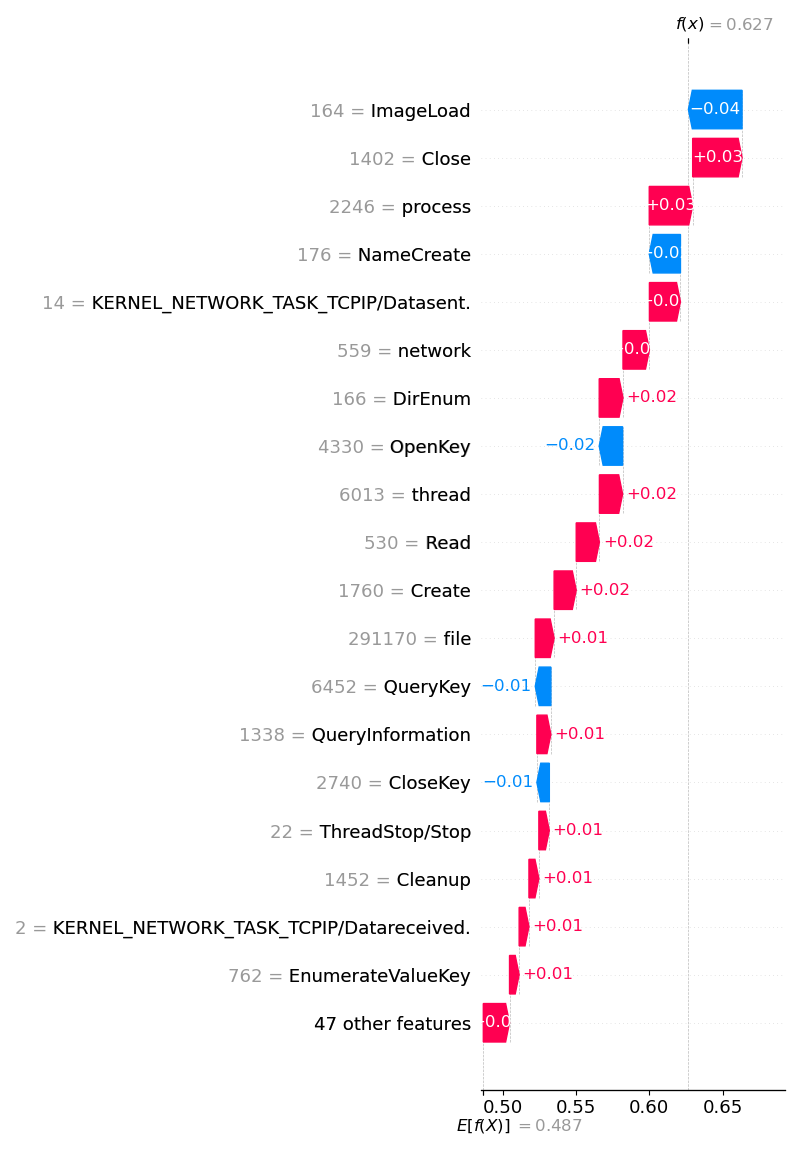 f(x) = 0.627
164 = ImageLoad −0.04
1402 = Close +0.03
2246 = process +0.03
176 = NameCreate
14 = KERNEL_NETWORK_TASK_TCPIP/Datasent.
559 = network
166 = DirEnum +0.02
4330 = OpenKey −0.02
6013 = thread +0.02
530 = Read +0.02
1760 = Create +0.02
291170 = file +0.01
6452 = QueryKey −0.01
1338 = QueryInformation +0.01
2740 = CloseKey −0.01
22 = ThreadStop/Stop +0.01
1452 = Cleanup +0.01
2 = KERNEL_NETWORK_TASK_TCPIP/Datareceived. +0.01
762 = EnumerateValueKey +0.01
47 other features
0.50 0.55 0.60 0.65
E[f(X)] = 0.487